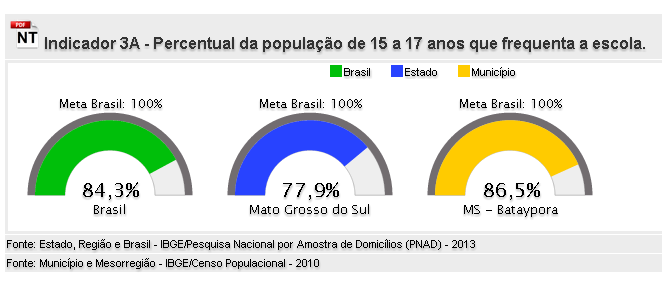 PDF
NT
Indicador 3A - Percentual da população de 15 a 17 anos que frequenta a escola.
Brasil Estado Município
Meta Brasil: 100% Meta Brasil: 100% Meta Brasil: 100%
84,3% 77,9% 86,5%
Brasil Mato Grosso do Sul MS - Bataypora
Fonte: Estado, Região e Brasil - IBGE/Pesquisa Nacional por Amostra de Domicílios (PNAD) - 2013
Fonte: Município e Mesorregião - IBGE/Censo Populacional - 2010